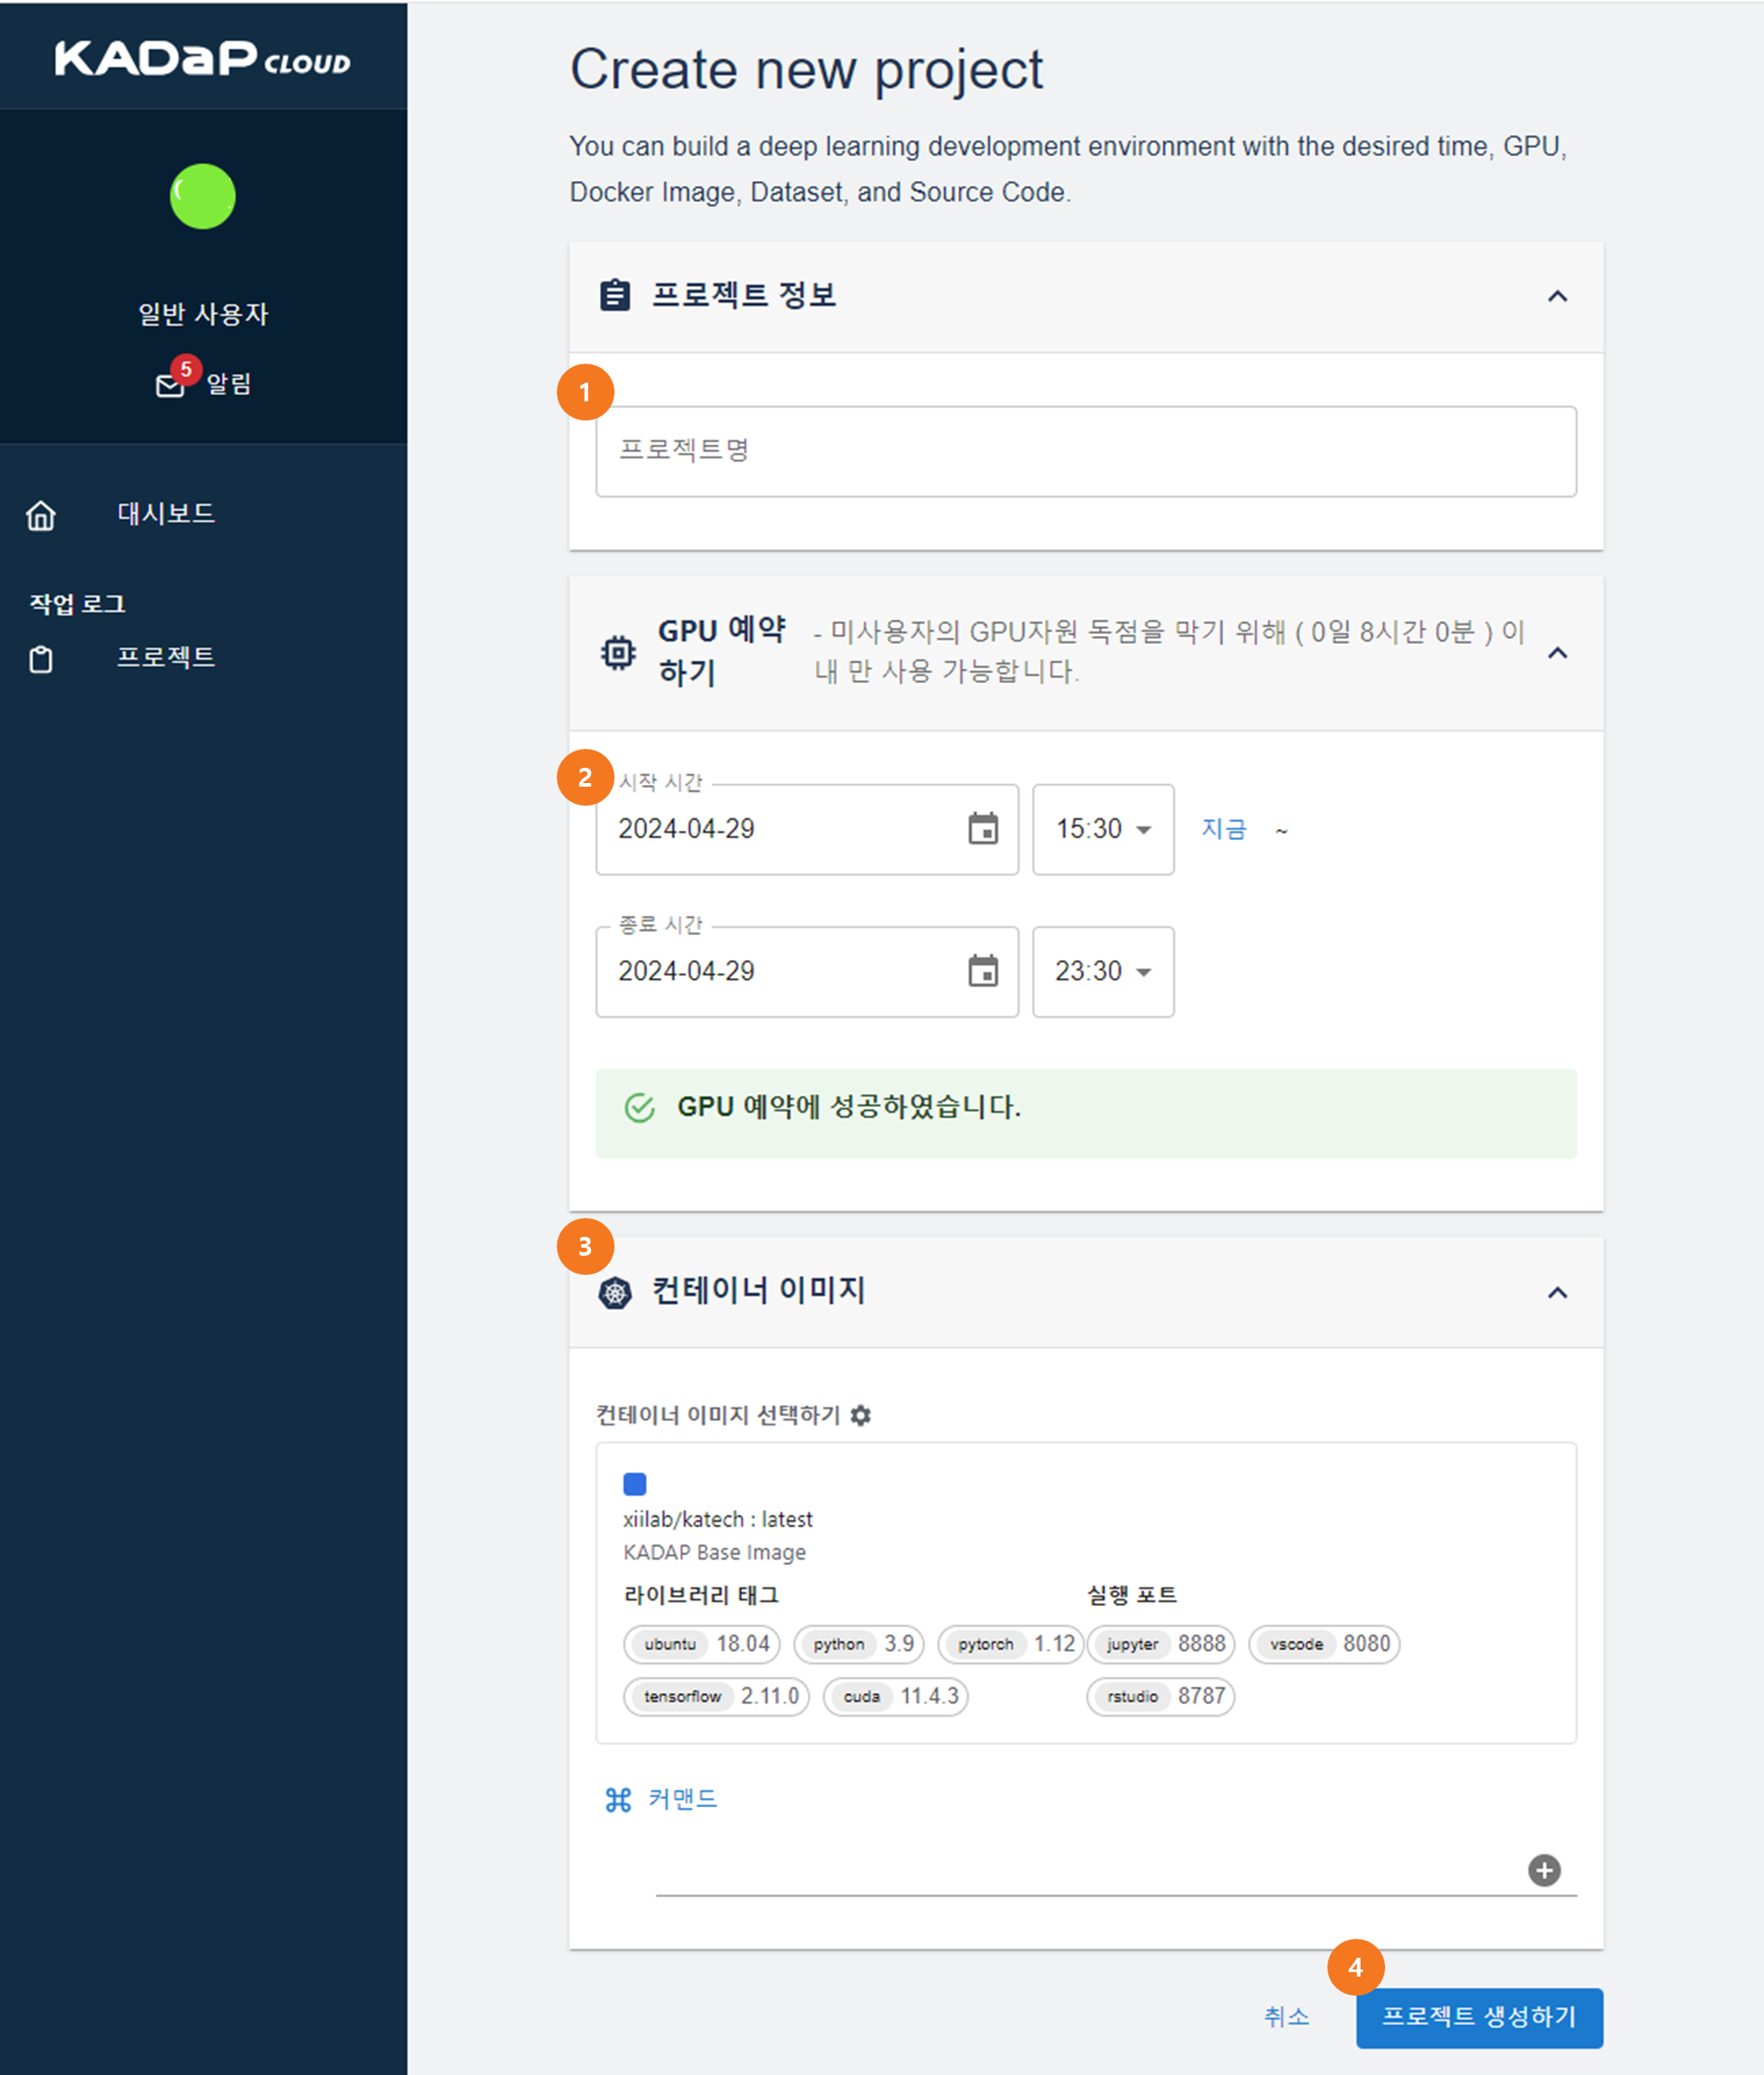 KADaP CLOUD
일반 사용자
5
알림
대시보드
작업 로그
프로젝트
Create new project
You can build a deep learning development environment with the desired time, GPU,
Docker Image, Dataset, and Source Code.
프로젝트 정보
1
프로젝트명
GPU 예약
하기
- 미사용자의 GPU자원 독점을 막기 위해 ( 0일 8시간 0분 ) 이
내 만 사용 가능합니다.
2
시작 시간
2024-04-29 15:30 지금 ~
종료 시간
2024-04-29 23:30
GPU 예약에 성공하였습니다.
3
컨테이너 이미지
컨테이너 이미지 선택하기
xiilab/katech : latest
KADAP Base Image
라이브러리 태그 실행 포트
ubuntu 18.04 python 3.9 pytorch 1.12 jupyter 8888 vscode 8080
tensorflow 2.11.0 cuda 11.4.3 rstudio 8787
커맨드
4
취소 프로젝트 생성하기